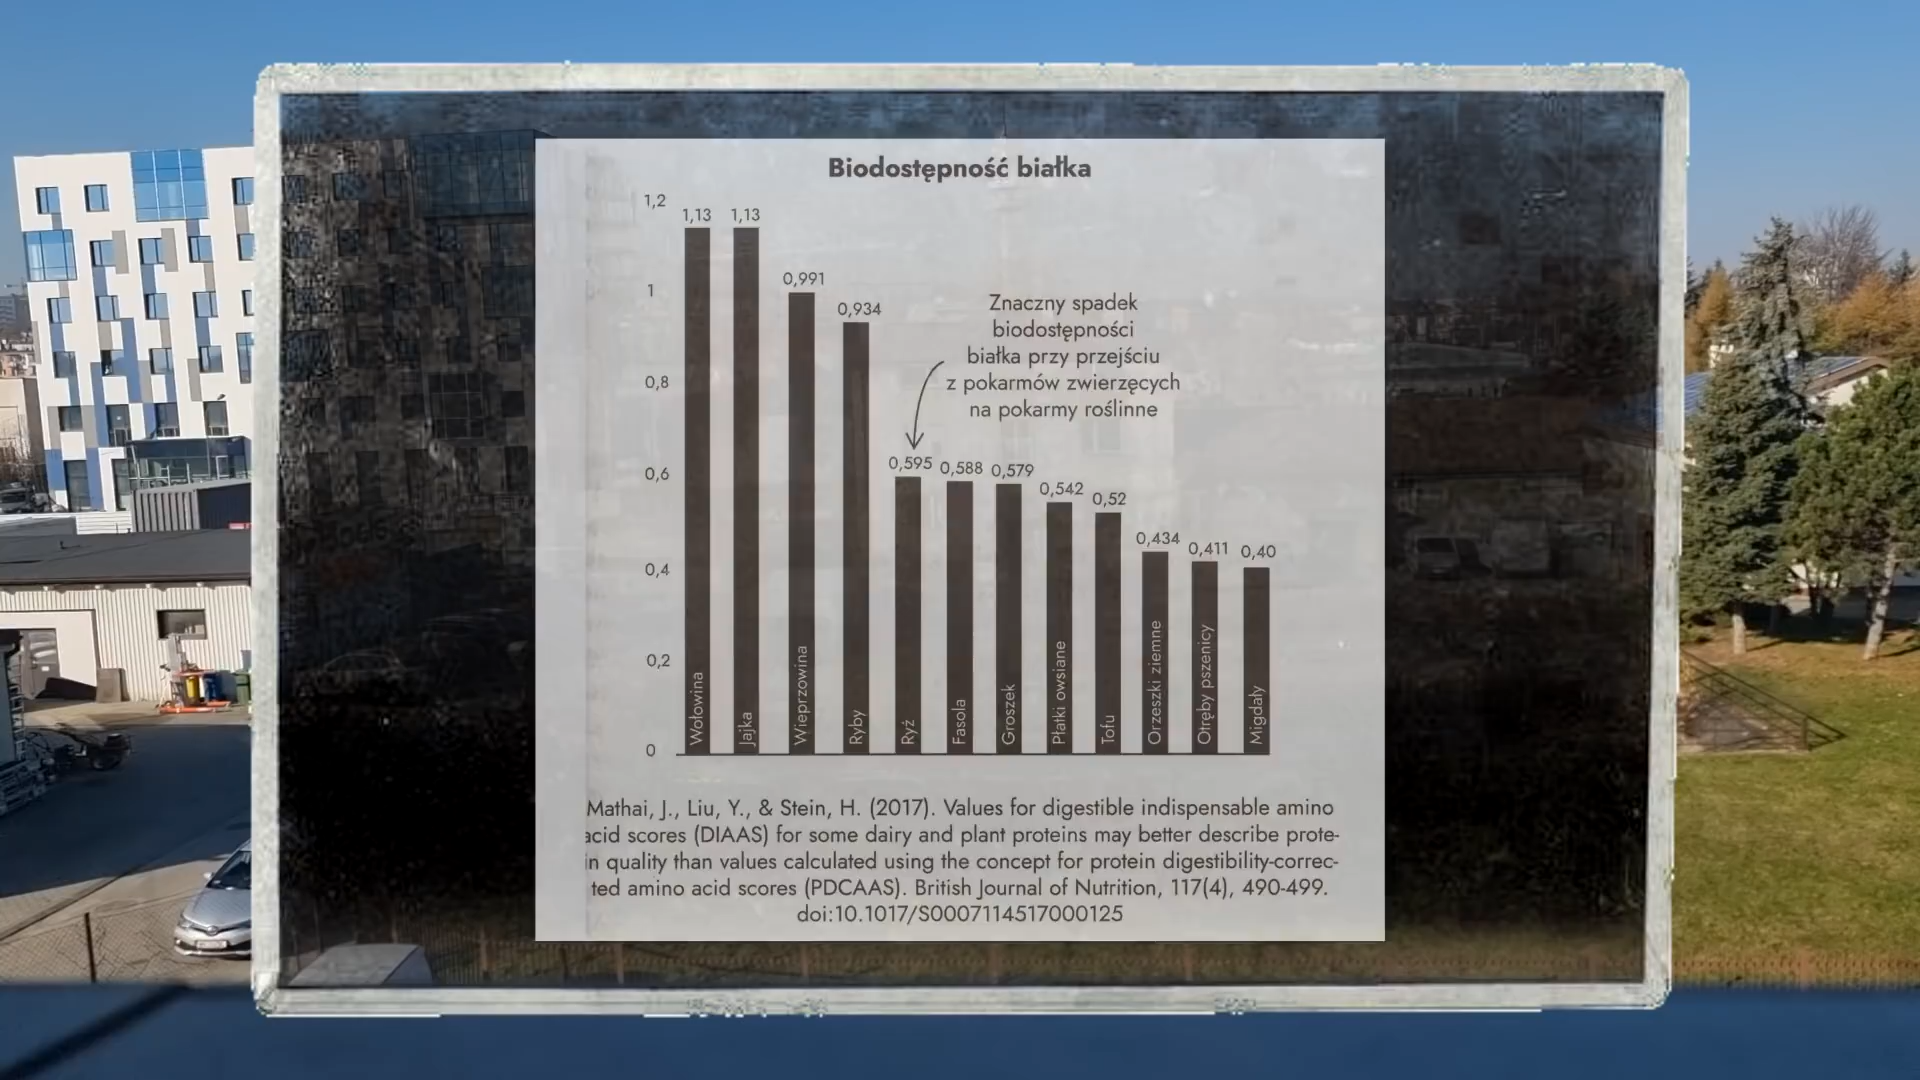 Biodostępność białka
1,2
1
0,8
0,6
0,4
0,2
0
1,13
1,13
0,991
0,934
0,595
0,588
0,579
0,542
0,52
0,434
0,411
0,40
Znaczny spadek
biodostępności
białka przy przejściu
z pokarmów zwierzęcych
na pokarmy roślinne
Wołowina
Jajka
Wieprzowina
Ryby
Ryż
Fasola
Groszek
Płatki owsiane
Tofu
Orzeszki ziemne
Otręby pszenicy
Migdały
Mathai, J., Liu, Y., & Stein, H. (2017). Values for digestible indispensable amino
acid scores (DIAAS) for some dairy and plant proteins may better describe prote-
in quality than values calculated using the concept for protein digestibility-correc-
ted amino acid scores (PDCAAS). British Journal of Nutrition, 117(4), 490-499.
doi:10.1017/S0007114517000125